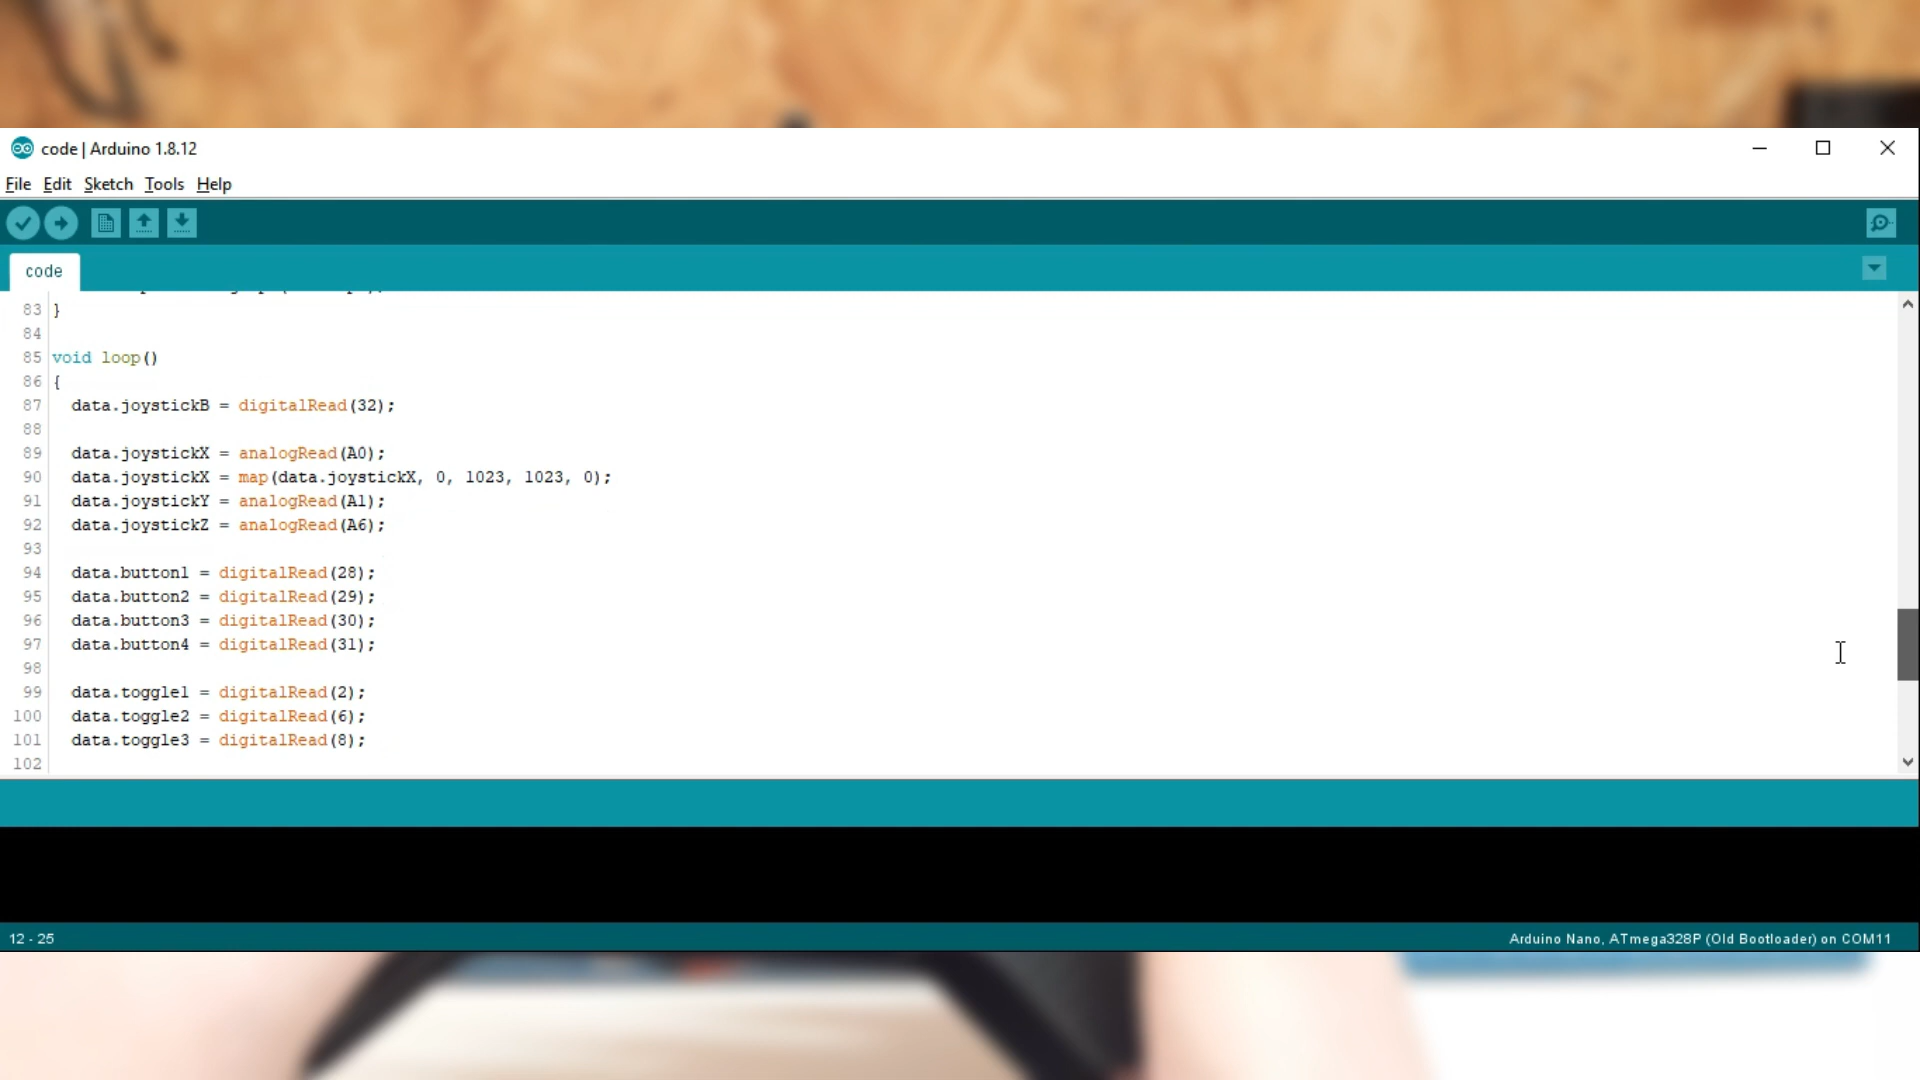 code | Arduino 1.8.12
File Edit Sketch Tools Help
code
83 }
84
85 void loop()
86 {
87 data.joystickB = digitalRead(32);
88
89 data.joystickX = analogRead(A0);
90 data.joystickX = map(data.joystickX, 0, 1023, 1023, 0);
91 data.joystickY = analogRead(A1);
92 data.joystickZ = analogRead(A6);
93
94 data.button1 = digitalRead(28);
95 data.button2 = digitalRead(29);
96 data.button3 = digitalRead(30);
97 data.button4 = digitalRead(31);
98
99 data.toggle1 = digitalRead(2);
100 data.toggle2 = digitalRead(6);
101 data.toggle3 = digitalRead(8);
102
12 - 25
Arduino Nano, ATmega328P (Old Bootloader) on COM11